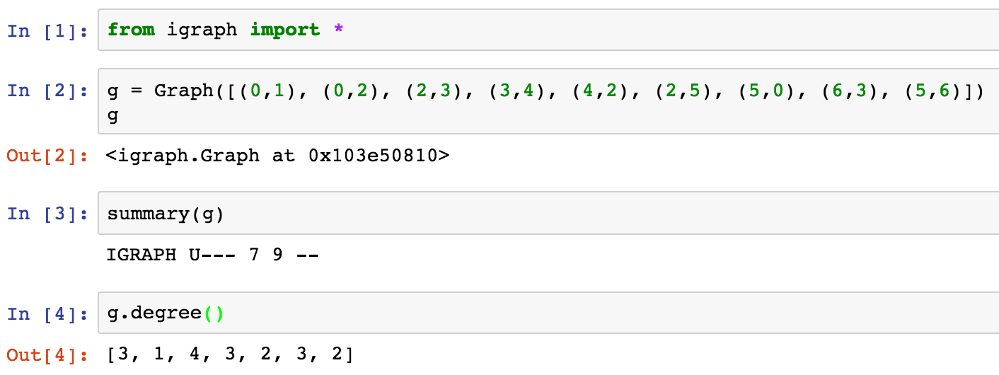 In [1]: from igraph import *
In [2]: g = Graph([(0,1), (0,2), (2,3), (3,4), (4,2), (2,5), (5,0), (6,3), (5,6)])
g
Out[2]: <igraph.Graph at 0x103e50810>
In [3]: summary(g)
IGRAPH U--- 7 9 --
In [4]: g.degree()
Out[4]: [3, 1, 4, 3, 2, 3, 2]